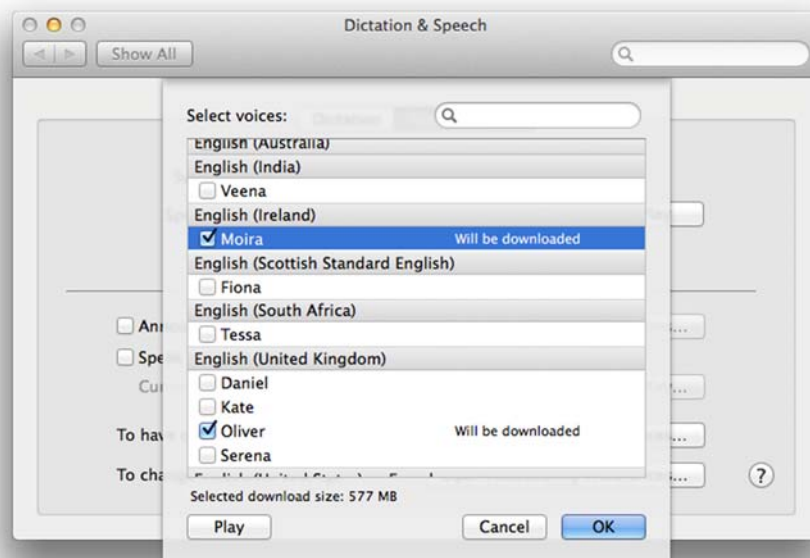 Dictation & Speech
Show All
Select voices:
English (Australia)
English (India)
Veena
English (Ireland)
Moira Will be downloaded
English (Scottish Standard English)
Fiona
English (South Africa)
Tessa
English (United Kingdom)
Daniel
Kate
Oliver Will be downloaded
Serena
To
To
Selected download size: 577 MB
?
Play Cancel OK